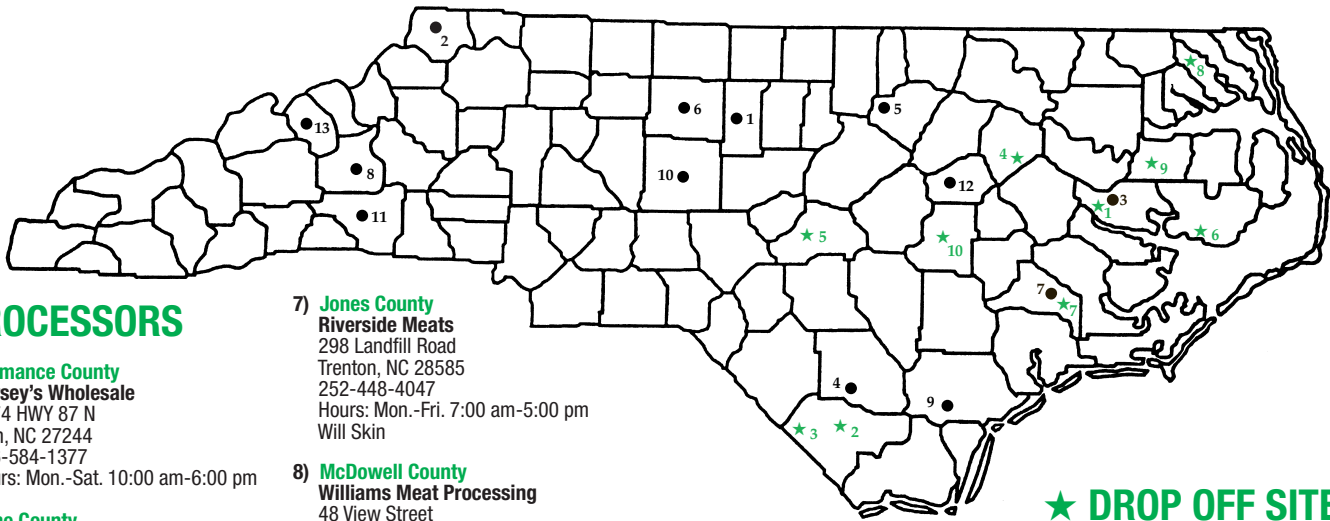 2
8
6
1
5
13
4
8
9
10
12
3
1
11
5
10
6
7
7
4
9
3
2
7) Jones County
Riverside Meats
298 Landfill Road
Trenton, NC 28585
252-448-4047
Hours: Mon.-Fri. 7:00 am-5:00 pm
Will Skin
8) McDowell County
Williams Meat Processing
48 View Street
★ DROP OFF SITE
ROCESSORS
mance County
sey's Wholesale
4 HWY 87 N
, NC 27244
-584-1377
rs: Mon.-Sat. 10:00 am-6:00 pm
County